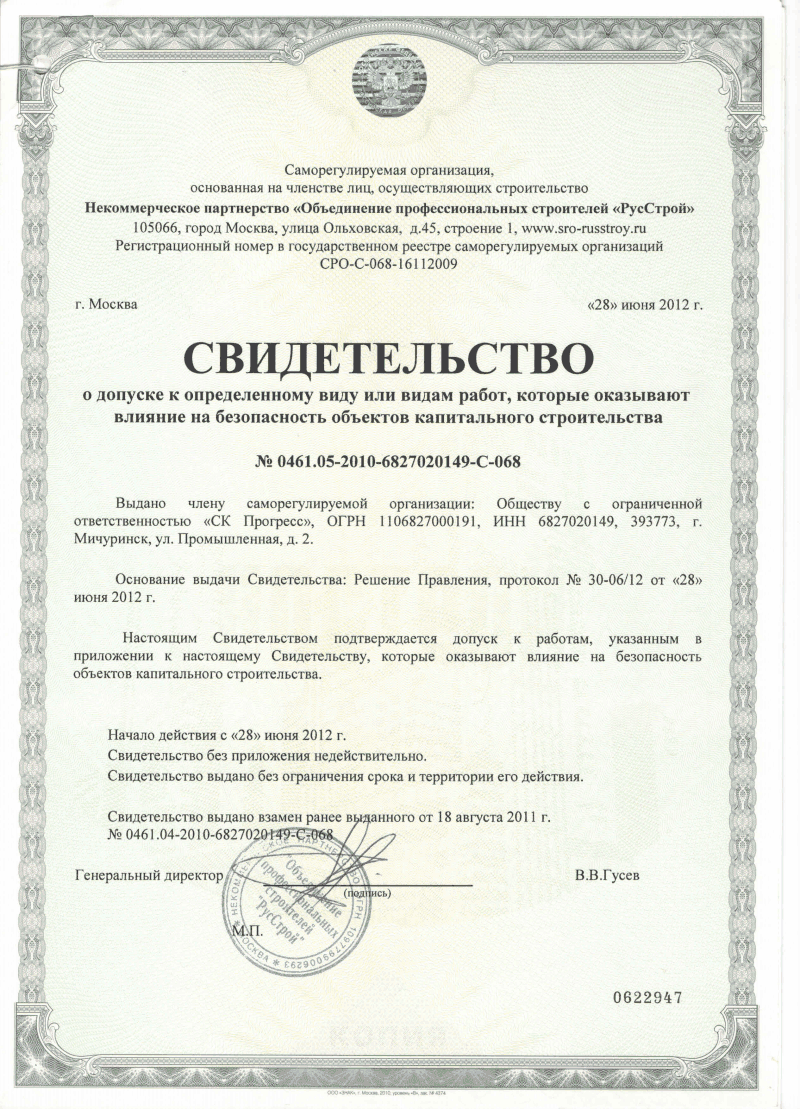 Саморегулируемая организация,
основанная на членстве лиц, осуществляющих строительство
Некоммерческое партнерство «Объединение профессиональных строителей «РусСтрой»
105066, город Москва, улица Ольховская, д.45, строение 1, www.sro-russtroy.ru
Регистрационный номер в государственном реестре саморегулируемых организаций
СРО-С-068-16112009
г. Москва «28» июня 2012 г.
СВИДЕТЕЛЬСТВО
о допуске к определенному виду или видам работ, которые оказывают
влияние на безопасность объектов капитального строительства
№ 0461.05-2010-6827020149-С-068
Выдано члену саморегулируемой организации: Обществу с ограниченной
ответственностью «СК Прогресс», ОГРН 1106827000191, ИНН 6827020149, 393773, г.
Мичуринск, ул. Промышленная, д. 2.
Основание выдачи Свидетельства: Решение Правления, протокол № 30-06/12 от «28»
июня 2012 г.
Настоящим Свидетельством подтверждается допуск к работам, указанным в
приложении к настоящему Свидетельству, которые оказывают влияние на безопасность
объектов капитального строительства.
Начало действия с «28» июня 2012 г.
Свидетельство без приложения недействительно.
Свидетельство выдано без ограничения срока и территории его действия.
Свидетельство выдано взамен ранее выданного от 18 августа 2011 г.
№ 0461.04-2010-6827020149-С-068
Генеральный директор В.В.Гусев
(подпись)
"Объединение
профессиональных
строителей
"РусСтрой"
НЕКОММЕРЧЕСКОЕ ПАРТНЕРСТВО
МОСКВА
М.П.
0622947
КОПИЯ